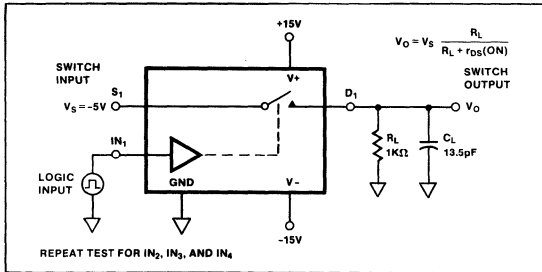 +15V
V_O = V_S R_L / (R_L + r_DS(ON))
SWITCH INPUT
SWITCH OUTPUT
S₁
V+
D₁
V_S = −5V
V_O
IN₁
R_L
1KΩ
C_L
13.5pF
LOGIC INPUT
GND
V−
−15V
REPEAT TEST FOR IN₂, IN₃, AND IN₄